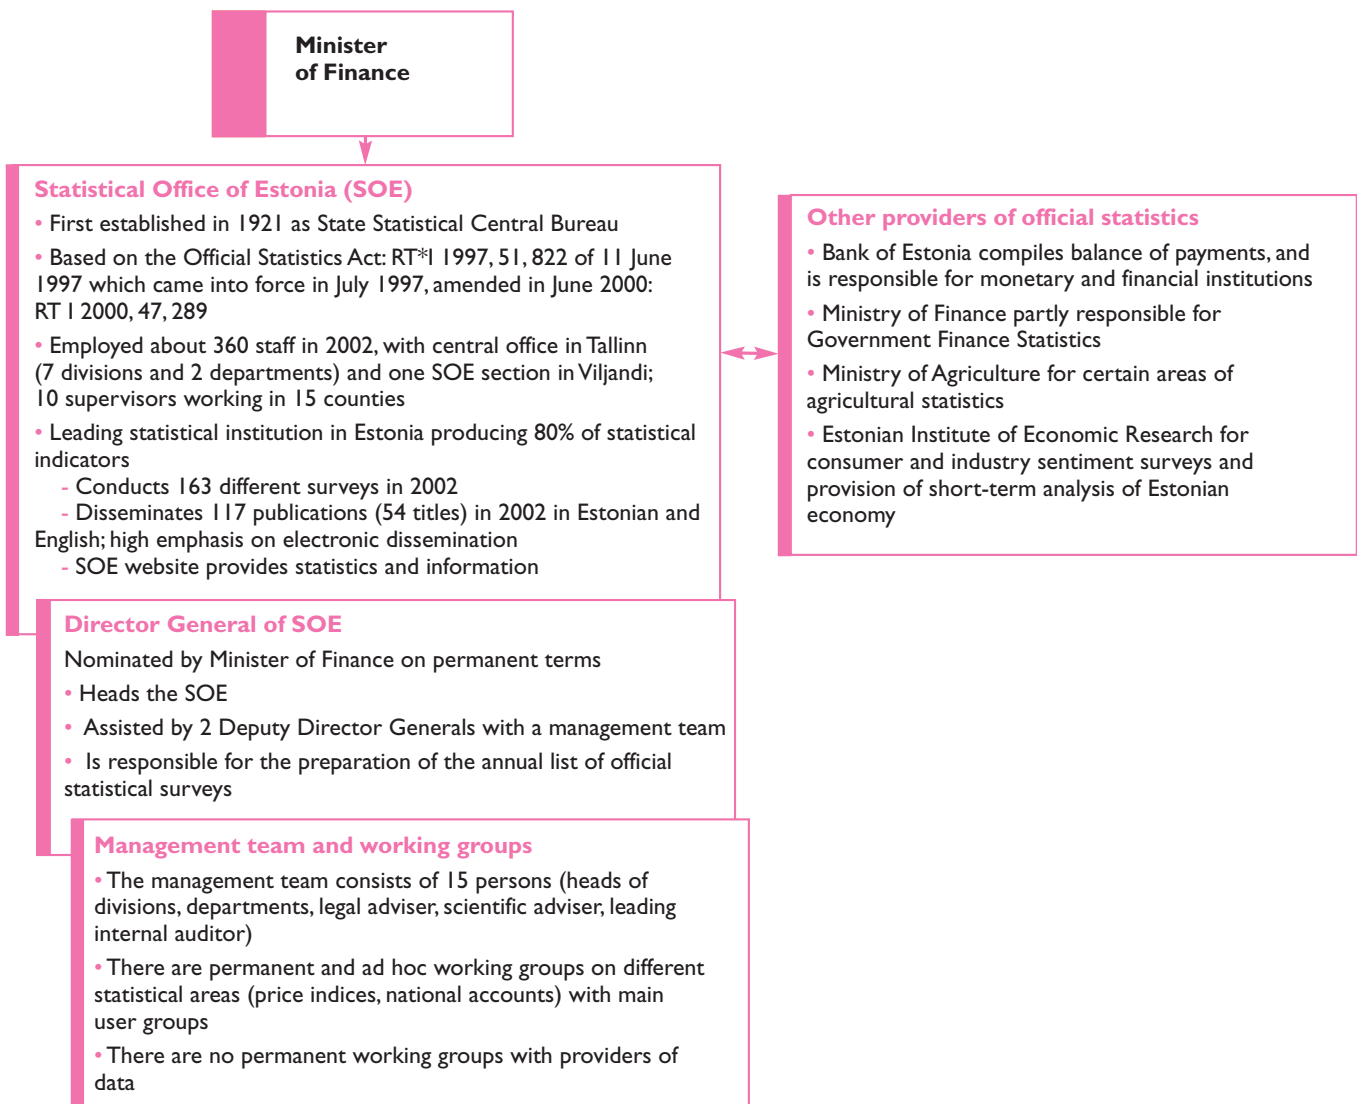 Minister
of Finance
Statistical Office of Estonia (SOE)
• First established in 1921 as State Statistical Central Bureau
• Based on the Official Statistics Act: RT*I 1997, 51, 822 of 11 June
1997 which came into force in July 1997, amended in June 2000:
RT I 2000, 47, 289
• Employed about 360 staff in 2002, with central office in Tallinn
(7 divisions and 2 departments) and one SOE section in Viljandi;
10 supervisors working in 15 counties
• Leading statistical institution in Estonia producing 80% of statistical
indicators
- Conducts 163 different surveys in 2002
- Disseminates 117 publications (54 titles) in 2002 in Estonian and
English; high emphasis on electronic dissemination
- SOE website provides statistics and information
Other providers of official statistics
• Bank of Estonia compiles balance of payments, and
is responsible for monetary and financial institutions
• Ministry of Finance partly responsible for
Government Finance Statistics
• Ministry of Agriculture for certain areas of
agricultural statistics
• Estonian Institute of Economic Research for
consumer and industry sentiment surveys and
provision of short-term analysis of Estonian
economy
Director General of SOE
Nominated by Minister of Finance on permanent terms
• Heads the SOE
• Assisted by 2 Deputy Director Generals with a management team
• Is responsible for the preparation of the annual list of official
statistical surveys
Management team and working groups
• The management team consists of 15 persons (heads of
divisions, departments, legal adviser, scientific adviser, leading
internal auditor)
• There are permanent and ad hoc working groups on different
statistical areas (price indices, national accounts) with main
user groups
• There are no permanent working groups with providers of
data